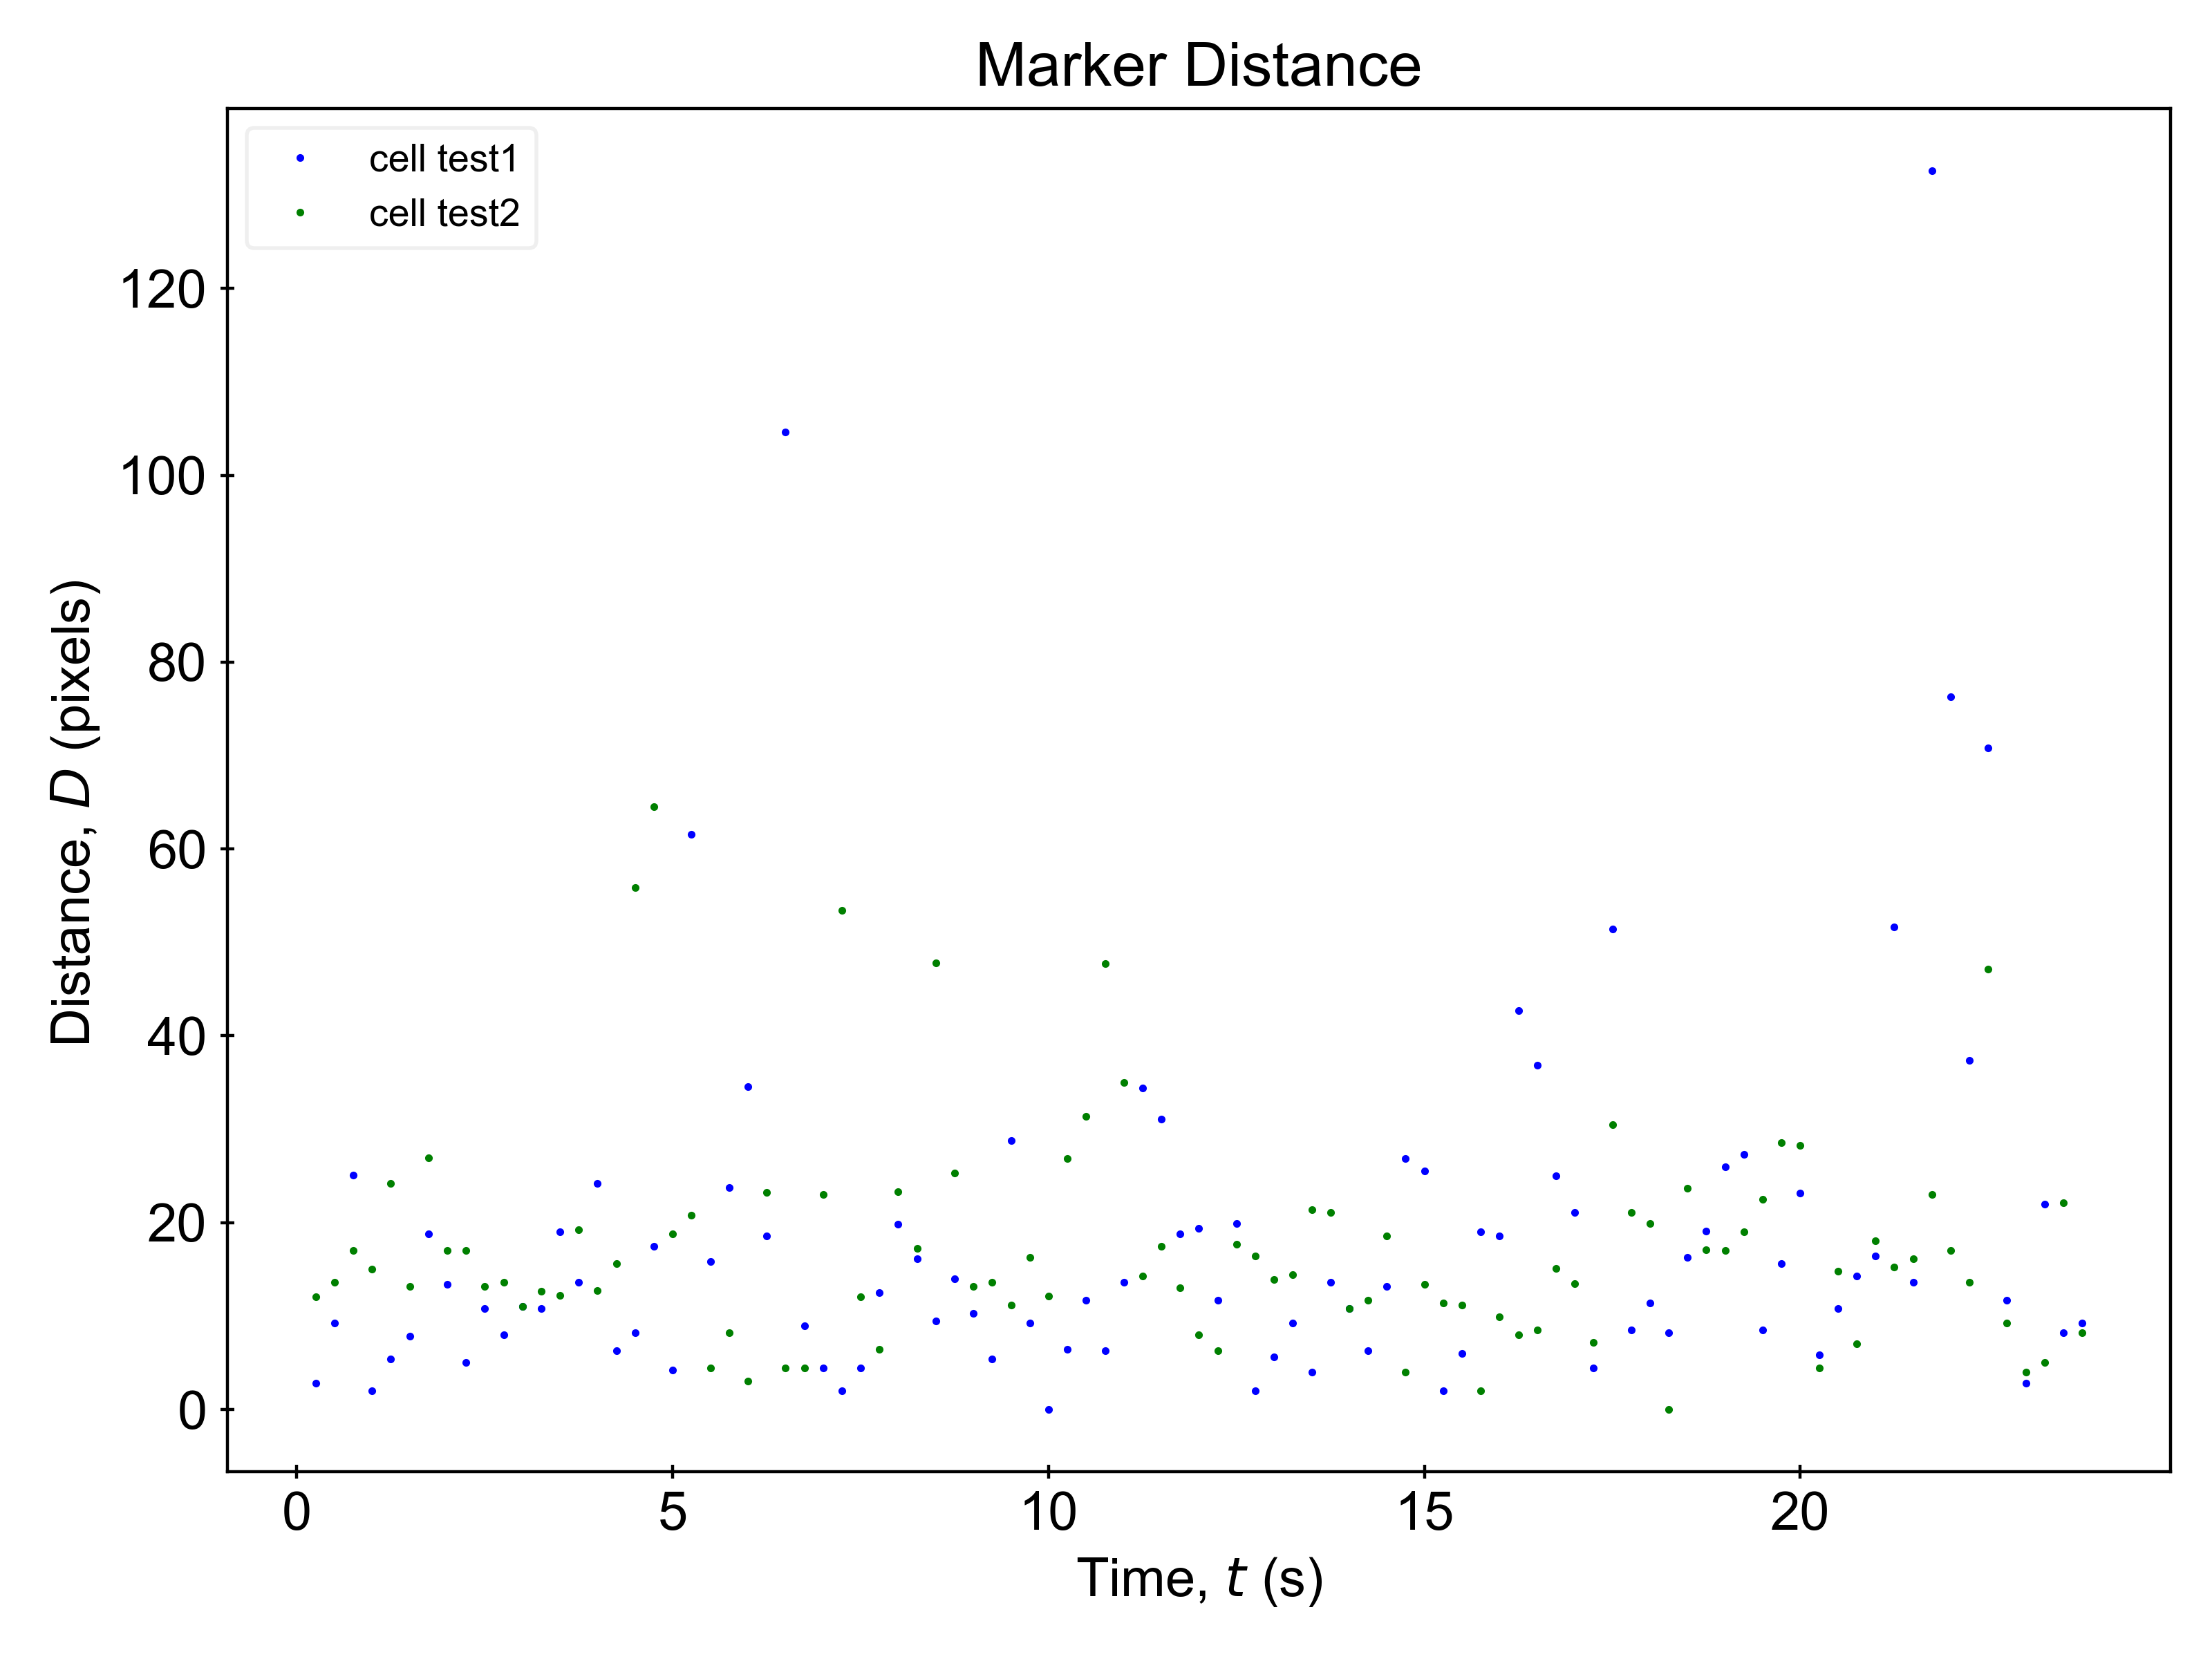 Marker Distance
cell test1
cell test2
120
100
80
60
40
20
0
Distance, D (pixels)
0 5 10 15 20
Time, t (s)